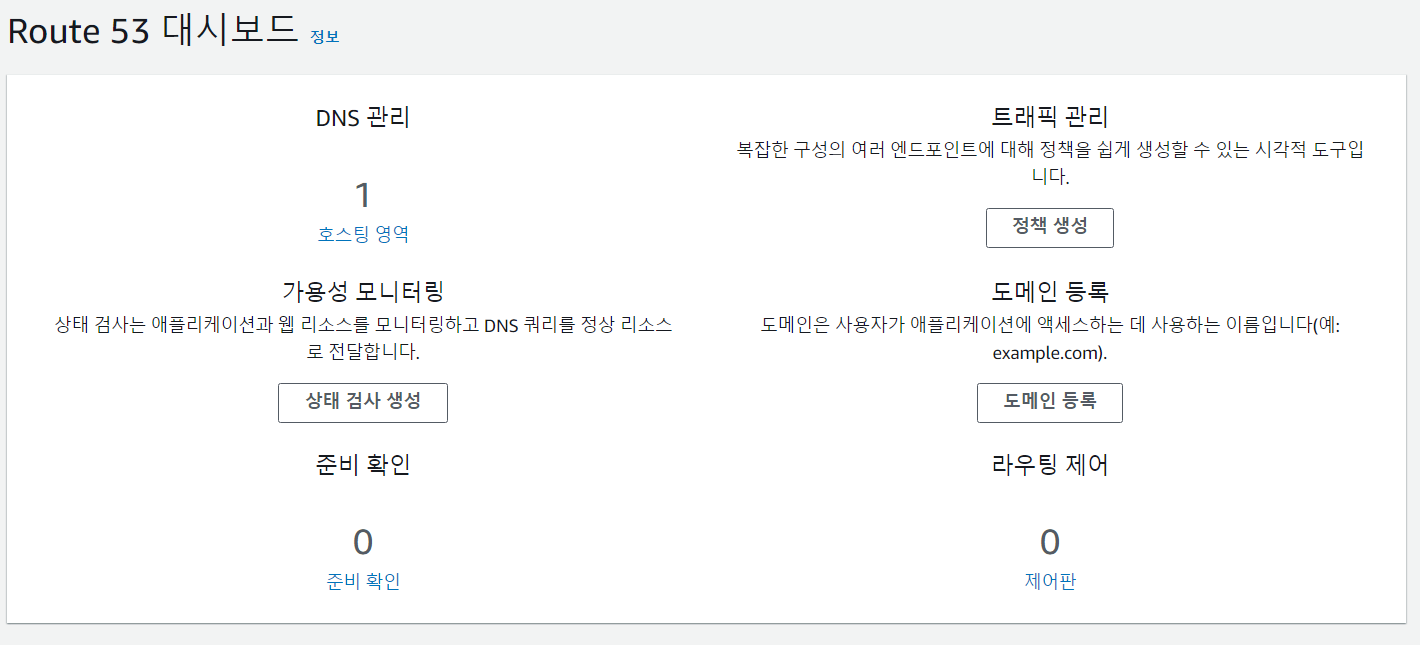 Route 53 대시보드 정보
DNS 관리
1
호스팅 영역
트래픽 관리
복잡한 구성의 여러 엔드포인트에 대해 정책을 쉽게 생성할 수 있는 시각적 도구입
니다.
정책 생성
가용성 모니터링
상태 검사는 애플리케이션과 웹 리소스를 모니터링하고 DNS 쿼리를 정상 리소스
로 전달합니다.
상태 검사 생성
도메인 등록
도메인은 사용자가 애플리케이션에 액세스하는 데 사용하는 이름입니다(예:
example.com).
도메인 등록
준비 확인
0
준비 확인
라우팅 제어
0
제어판